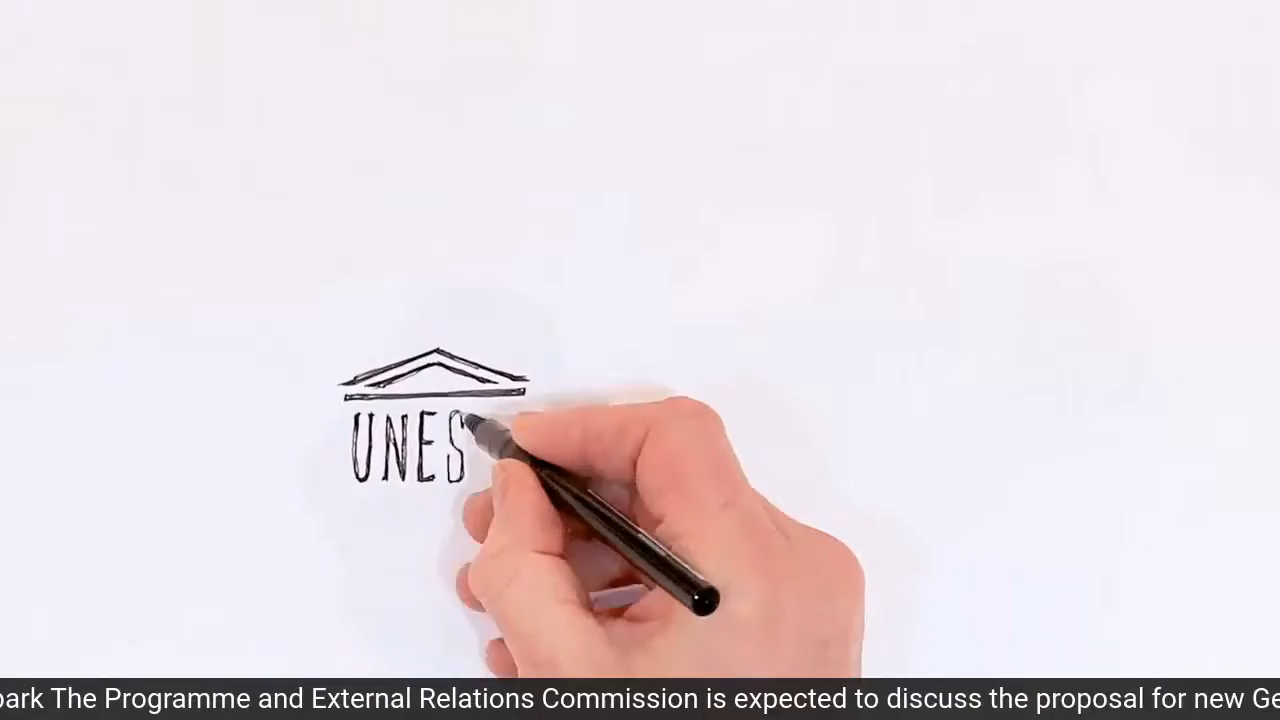 UNES
park The Programme and External Relations Commission is expected to discuss the proposal for new Ge